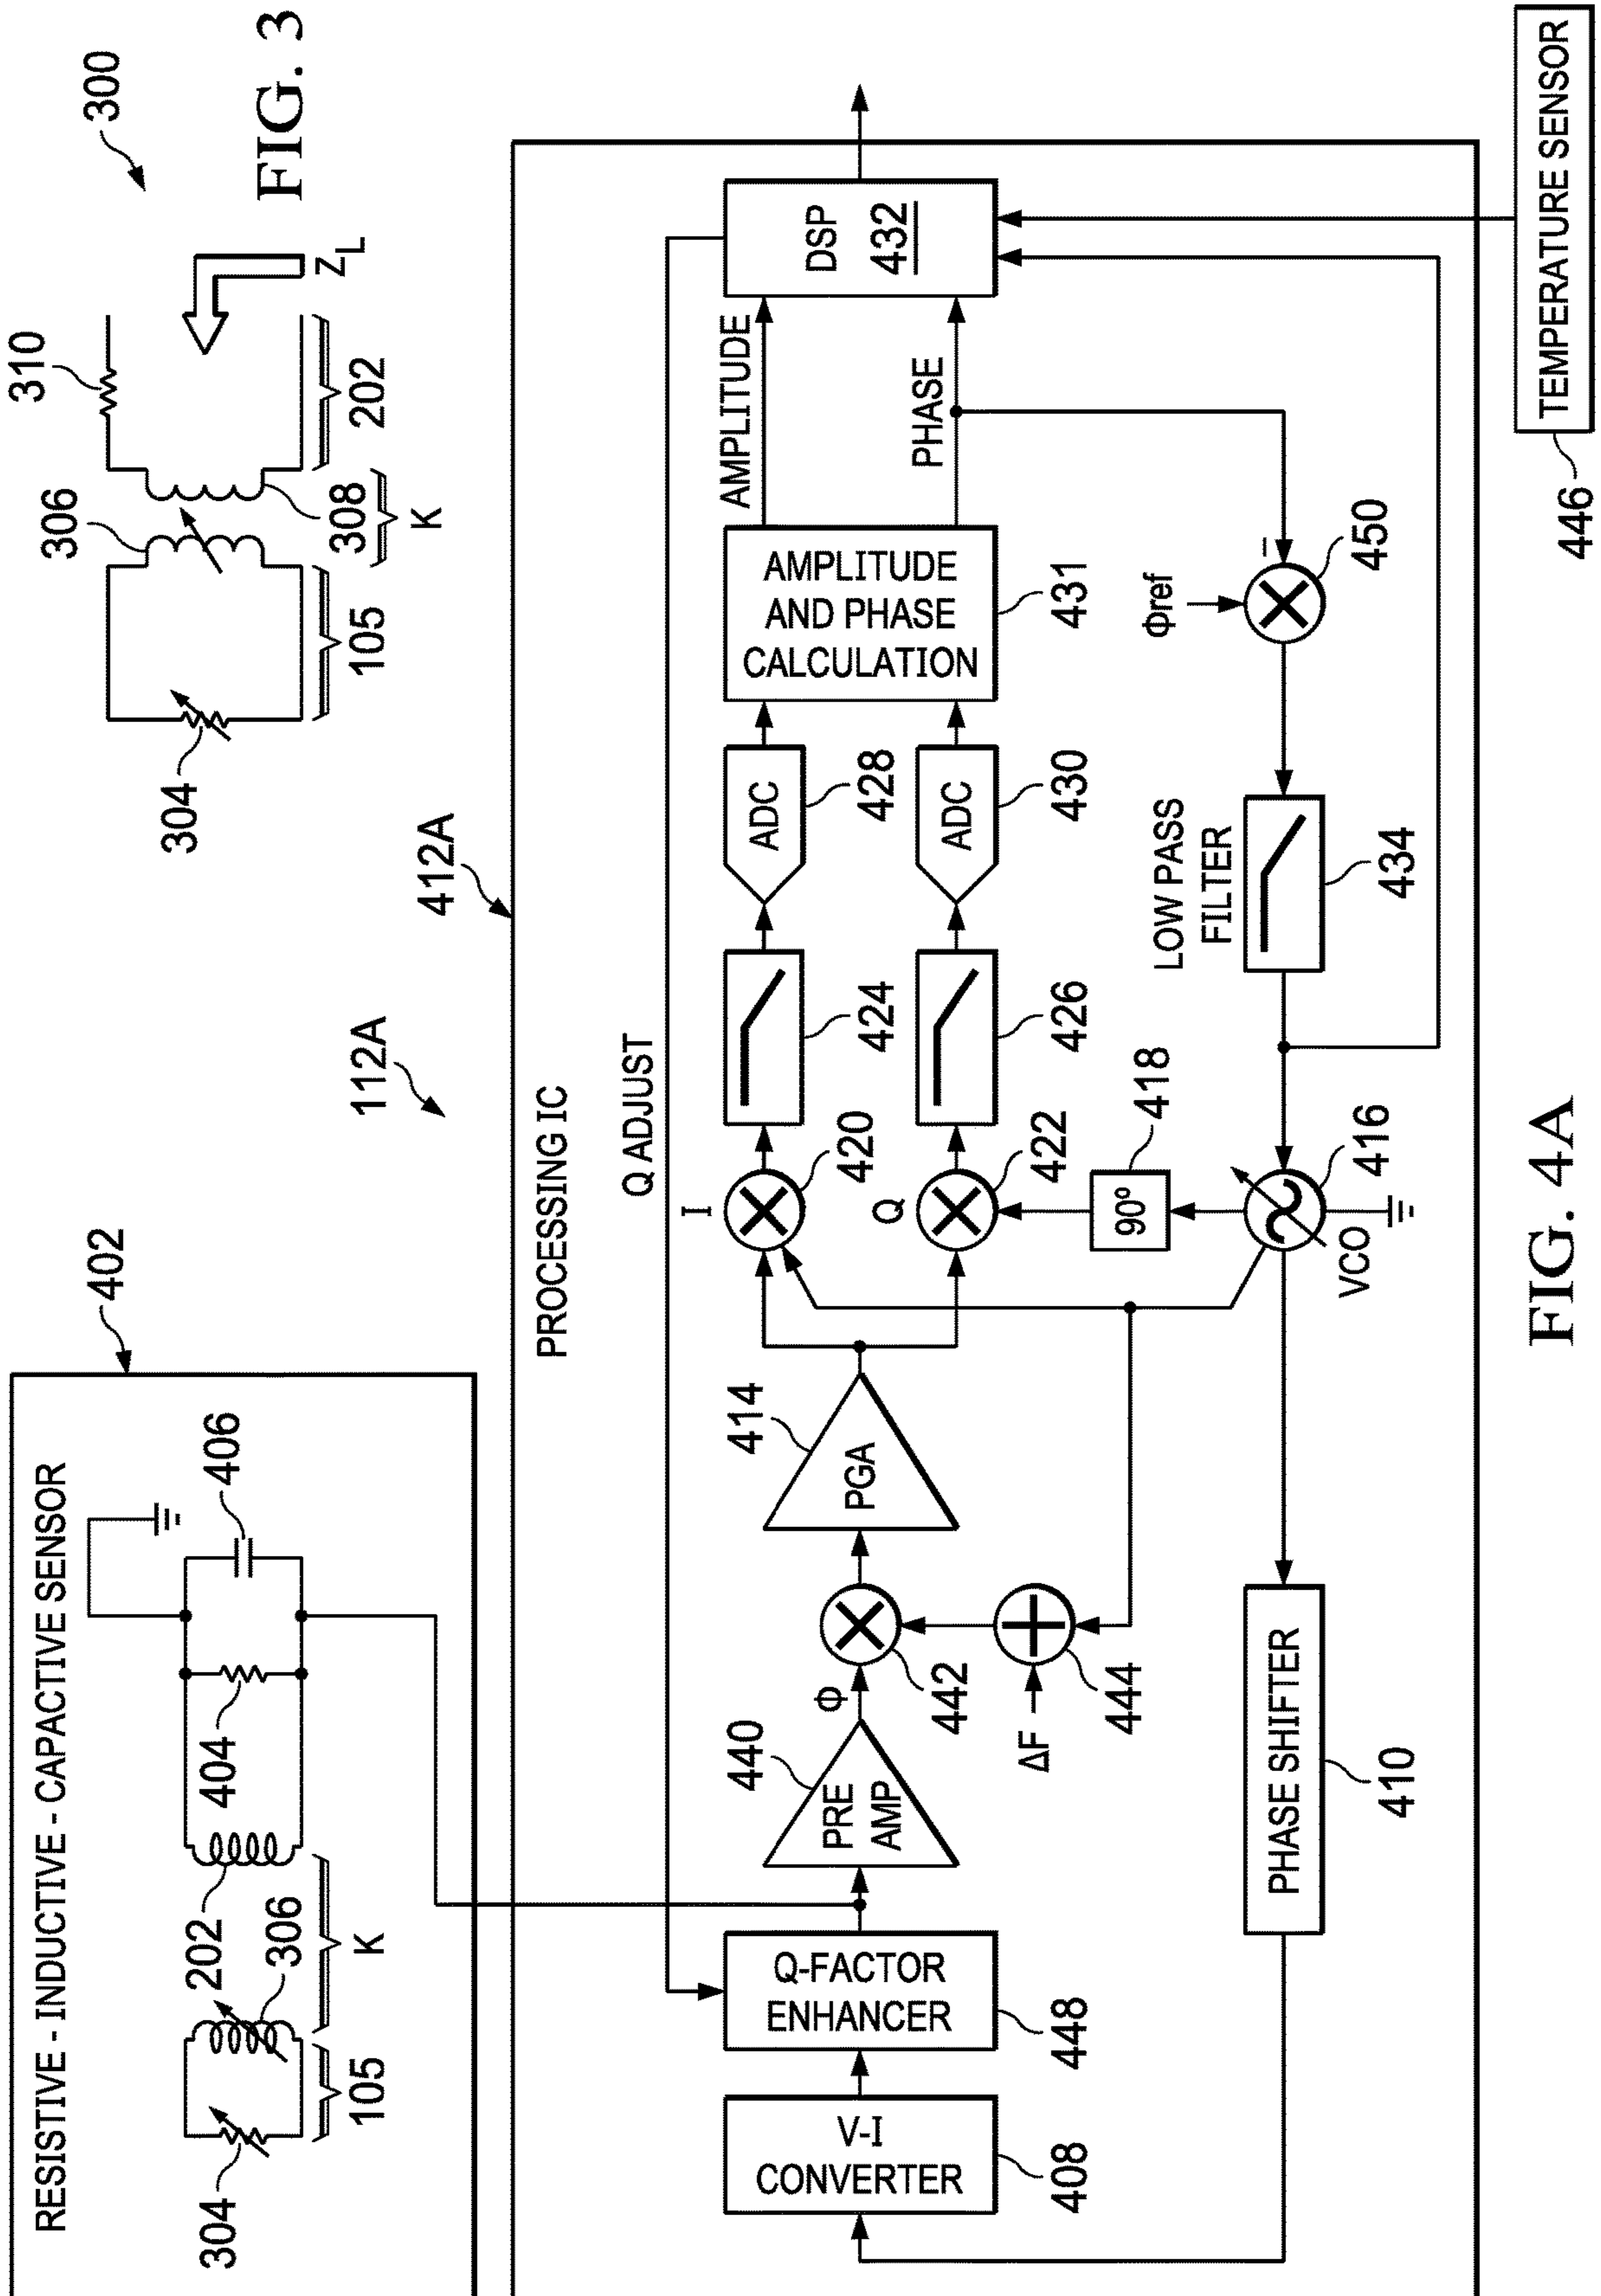 300
FIG. 3
310
306
308
K
202
Z_L
105
304
402
RESISTIVE - INDUCTIVE - CAPACTIVE SENSOR
406
404
202
306
K
105
304
112A
412A
PROCESSING IC
Q ADJUST
V-I
CONVERTER
408
Q-FACTOR
ENHANCER
448
PRE
AMP
440
Φ
442
ΔF
444
PGA
414
I
420
Q
422
90º
418
VCO
416
424
426
ADC
428
ADC
430
AMPLITUDE
AND PHASE
CALCULATION
431
AMPLITUDE
PHASE
DSP
432
Φref
–
450
LOW PASS
FILTER
434
PHASE SHIFTER
410
TEMPERATURE SENSOR
446
FIG. 4A